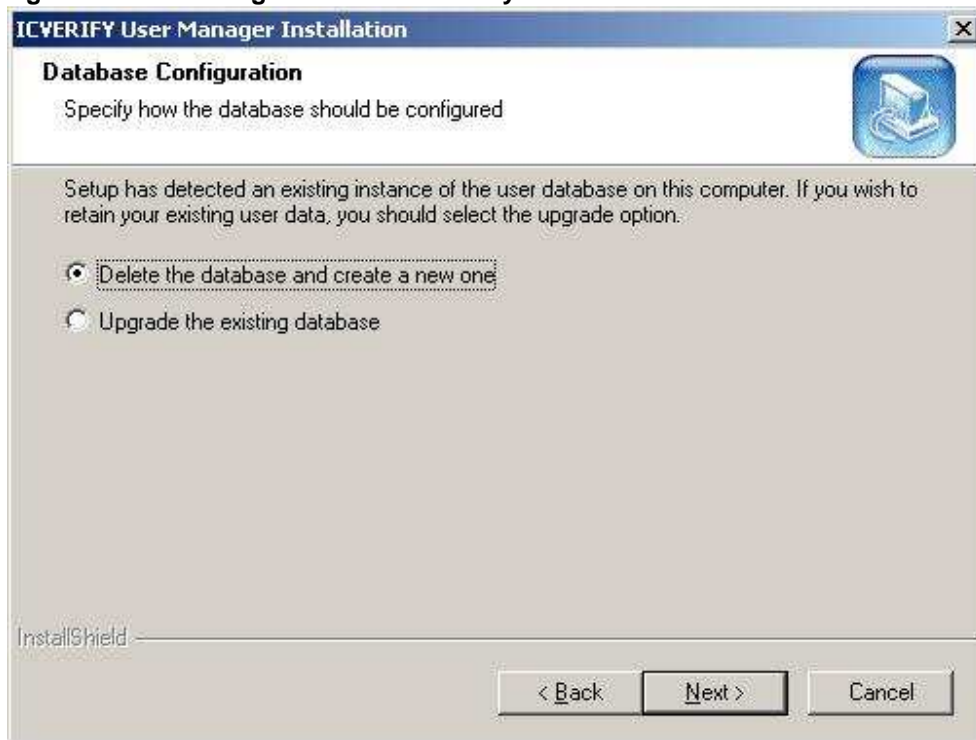 ICVERIFY User Manager Installation
Database Configuration
Specify how the database should be configured
Setup has detected an existing instance of the user database on this computer. If you wish to
retain your existing user data, you should select the upgrade option.
Delete the database and create a new one
Upgrade the existing database
InstallShield
< Back
Next >
Cancel